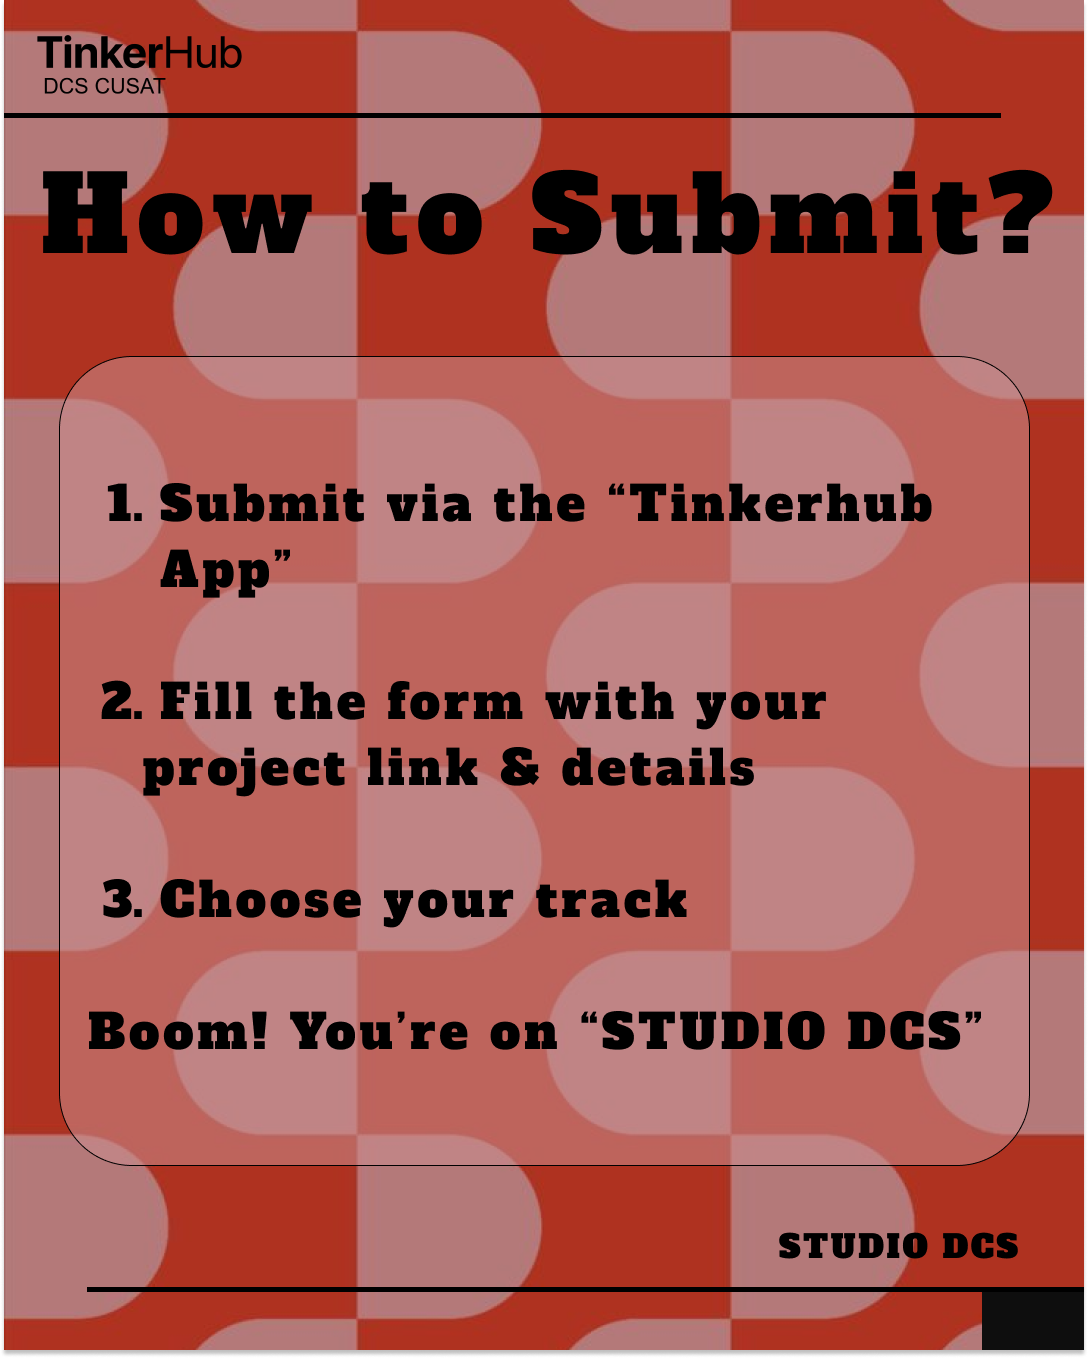 TinkerHub
DCS CUSAT
How to Submit?
1. Submit via the “Tinkerhub
App”
2. Fill the form with your
project link & details
3. Choose your track
Boom! You’re on “STUDIO DCS”
STUDIO DCS